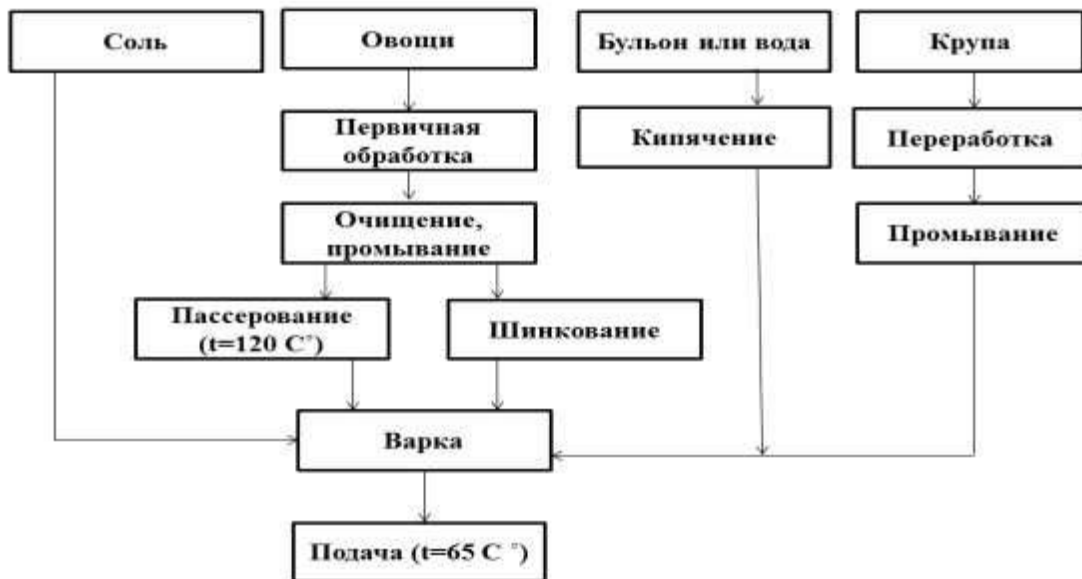 Соль
Овощи
Бульон или вода
Крупа
Первичная
обработка
Кипячение
Переработка
Очищение,
промывание
Промывание
Пассерование
(t=120 C˚)
Шинкование
Варка
Подача (t=65 C ˚)